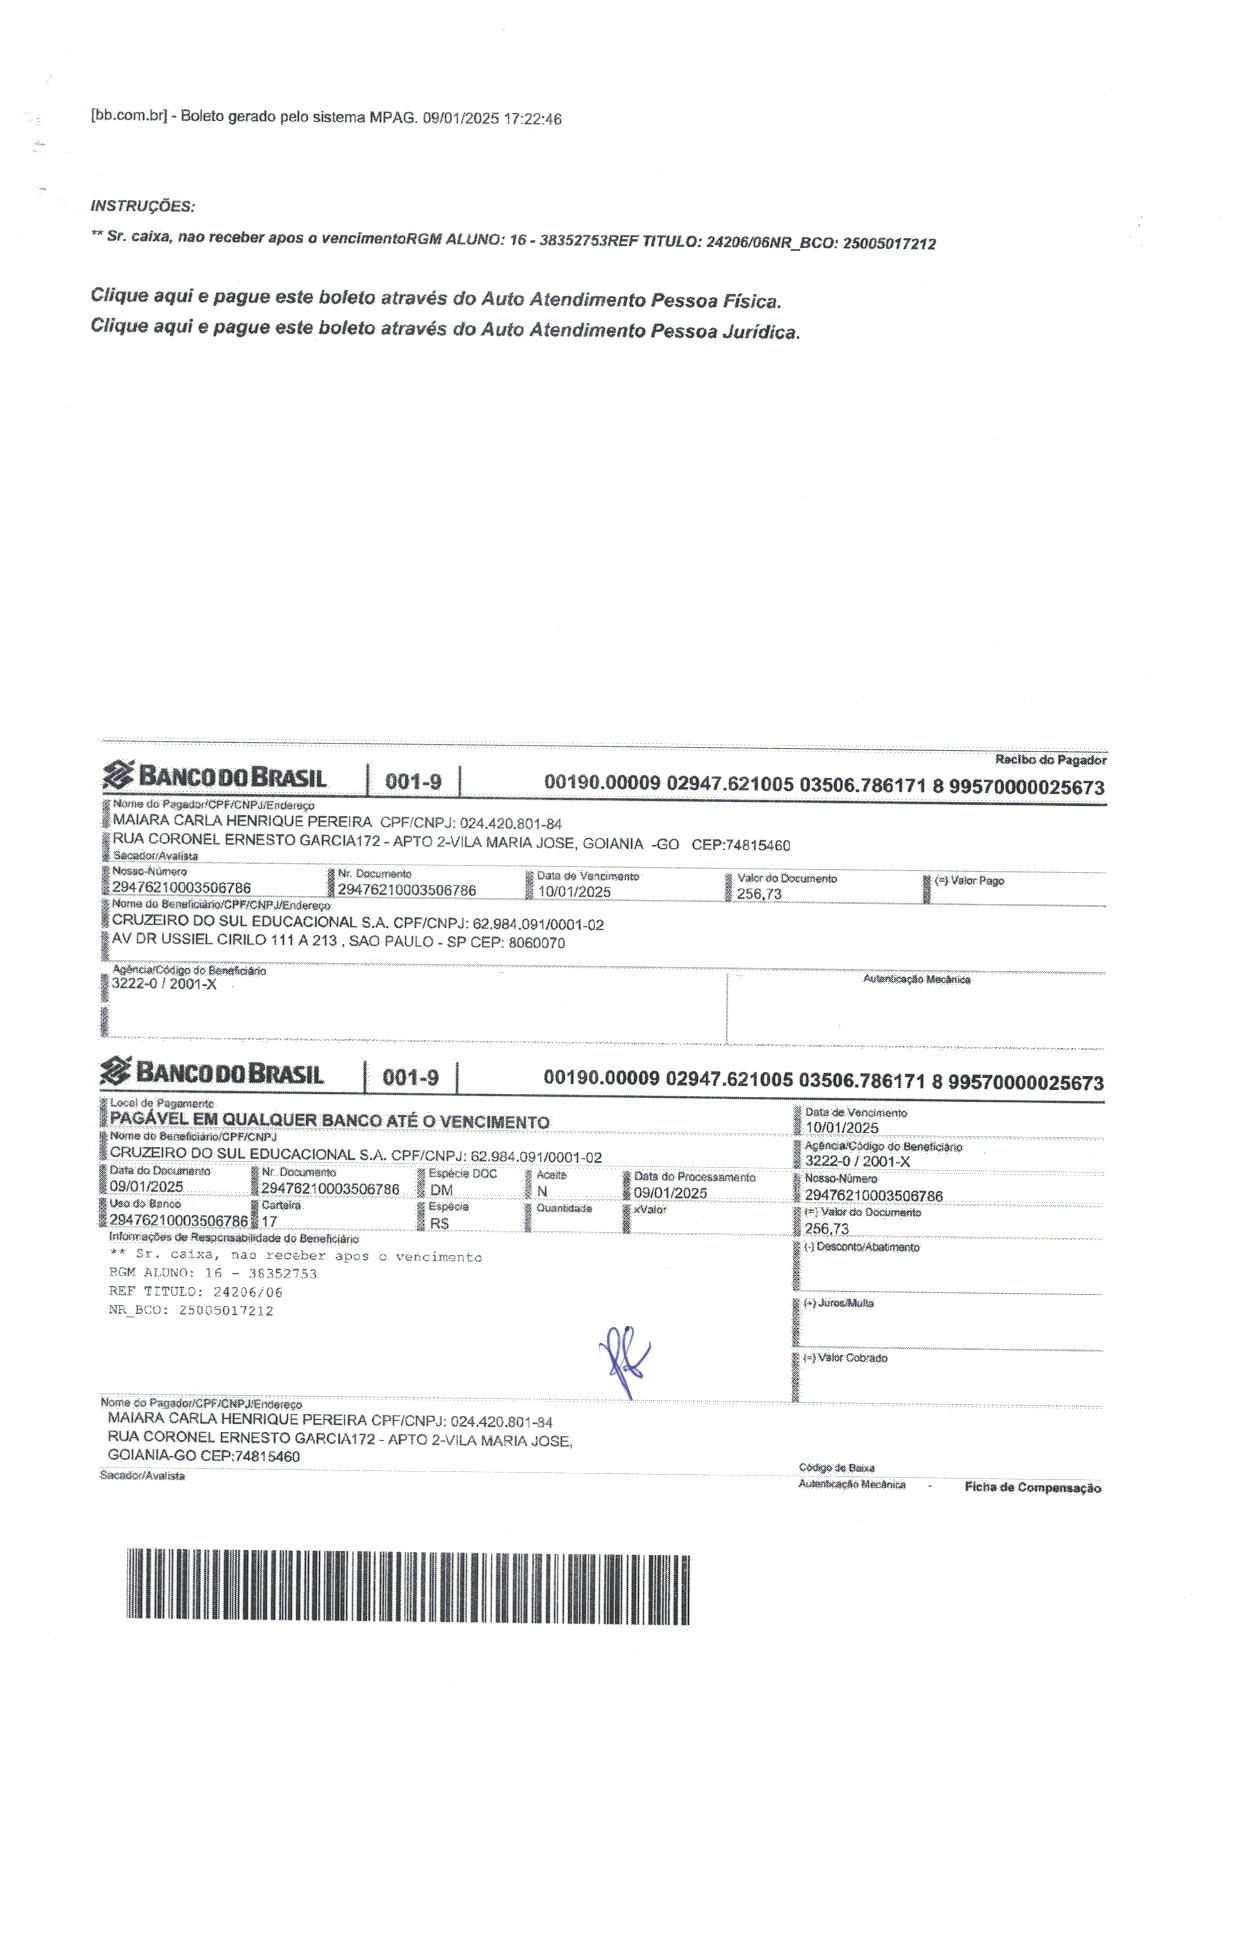 [bb.com.br] - Boleto gerado pelo sistema MPAG. 09/01/2025 17:22:46
INSTRUÇÕES:
** Sr. caixa, nao receber apos o vencimentoRGM ALUNO: 16 - 38352753REF TITULO: 24206/06NR_BCO: 25005017212
Clique aqui e pague este boleto através do Auto Atendimento Pessoa Física.
Clique aqui e pague este boleto através do Auto Atendimento Pessoa Jurídica.
Recibo do Pagador
BANCO DO BRASIL 001-9 00190.00009 02947.621005 03506.786171 8 99570000025673
Nome do Pagador/CPF/CNPJ/Endereço
MAIARA CARLA HENRIQUE PEREIRA CPF/CNPJ: 024.420.801-84
RUA CORONEL ERNESTO GARCIA172 - APTO 2-VILA MARIA JOSE, GOIANIA -GO CEP:74815460
Sacador/Avalista
Nosso-Número Nr. Documento Data de Vencimento Valor do Documento (=) Valor Pago
29476210003506786 29476210003506786 10/01/2025 256,73
Nome do Beneficiário/CPF/CNPJ/Endereço
CRUZEIRO DO SUL EDUCACIONAL S.A. CPF/CNPJ: 62.984.091/0001-02
AV DR USSIEL CIRILO 111 A 213 , SAO PAULO - SP CEP: 8060070
Agência/Código do Beneficiário Autenticação Mecânica
3222-0 / 2001-X
BANCO DO BRASIL 001-9 00190.00009 02947.621005 03506.786171 8 99570000025673
Local de Pagamento Data de Vencimento
PAGÁVEL EM QUALQUER BANCO ATÉ O VENCIMENTO 10/01/2025
Nome do Beneficiário/CPF/CNPJ Agência/Código do Beneficiário
CRUZEIRO DO SUL EDUCACIONAL S.A. CPF/CNPJ: 62.984.091/0001-02 3222-0 / 2001-X
Data do Documento Nr. Documento Espécie DOC Aceite Data do Processamento Nosso-Número
09/01/2025 29476210003506786 DM N 09/01/2025 29476210003506786
Uso do Banco Carteira Espécie Quantidade xValor (=) Valor do Documento
29476210003506786 17 R$ 256,73
Informações de Responsabilidade do Beneficiário (-) Desconto/Abatimento
** Sr. caixa, nao receber apos o vencimento
RGM ALUNO: 16 - 38352753
REF TITULO: 24206/06
NR_BCO: 25005017212
(+) Juros/Multa
(=) Valor Cobrado
Nome do Pagador/CPF/CNPJ/Endereço
MAIARA CARLA HENRIQUE PEREIRA CPF/CNPJ: 024.420.801-84
RUA CORONEL ERNESTO GARCIA172 - APTO 2-VILA MARIA JOSE,
GOIANIA-GO CEP:74815460
Sacador/Avalista Código de Baixa
Autenticação Mecânica - Ficha de Compensação